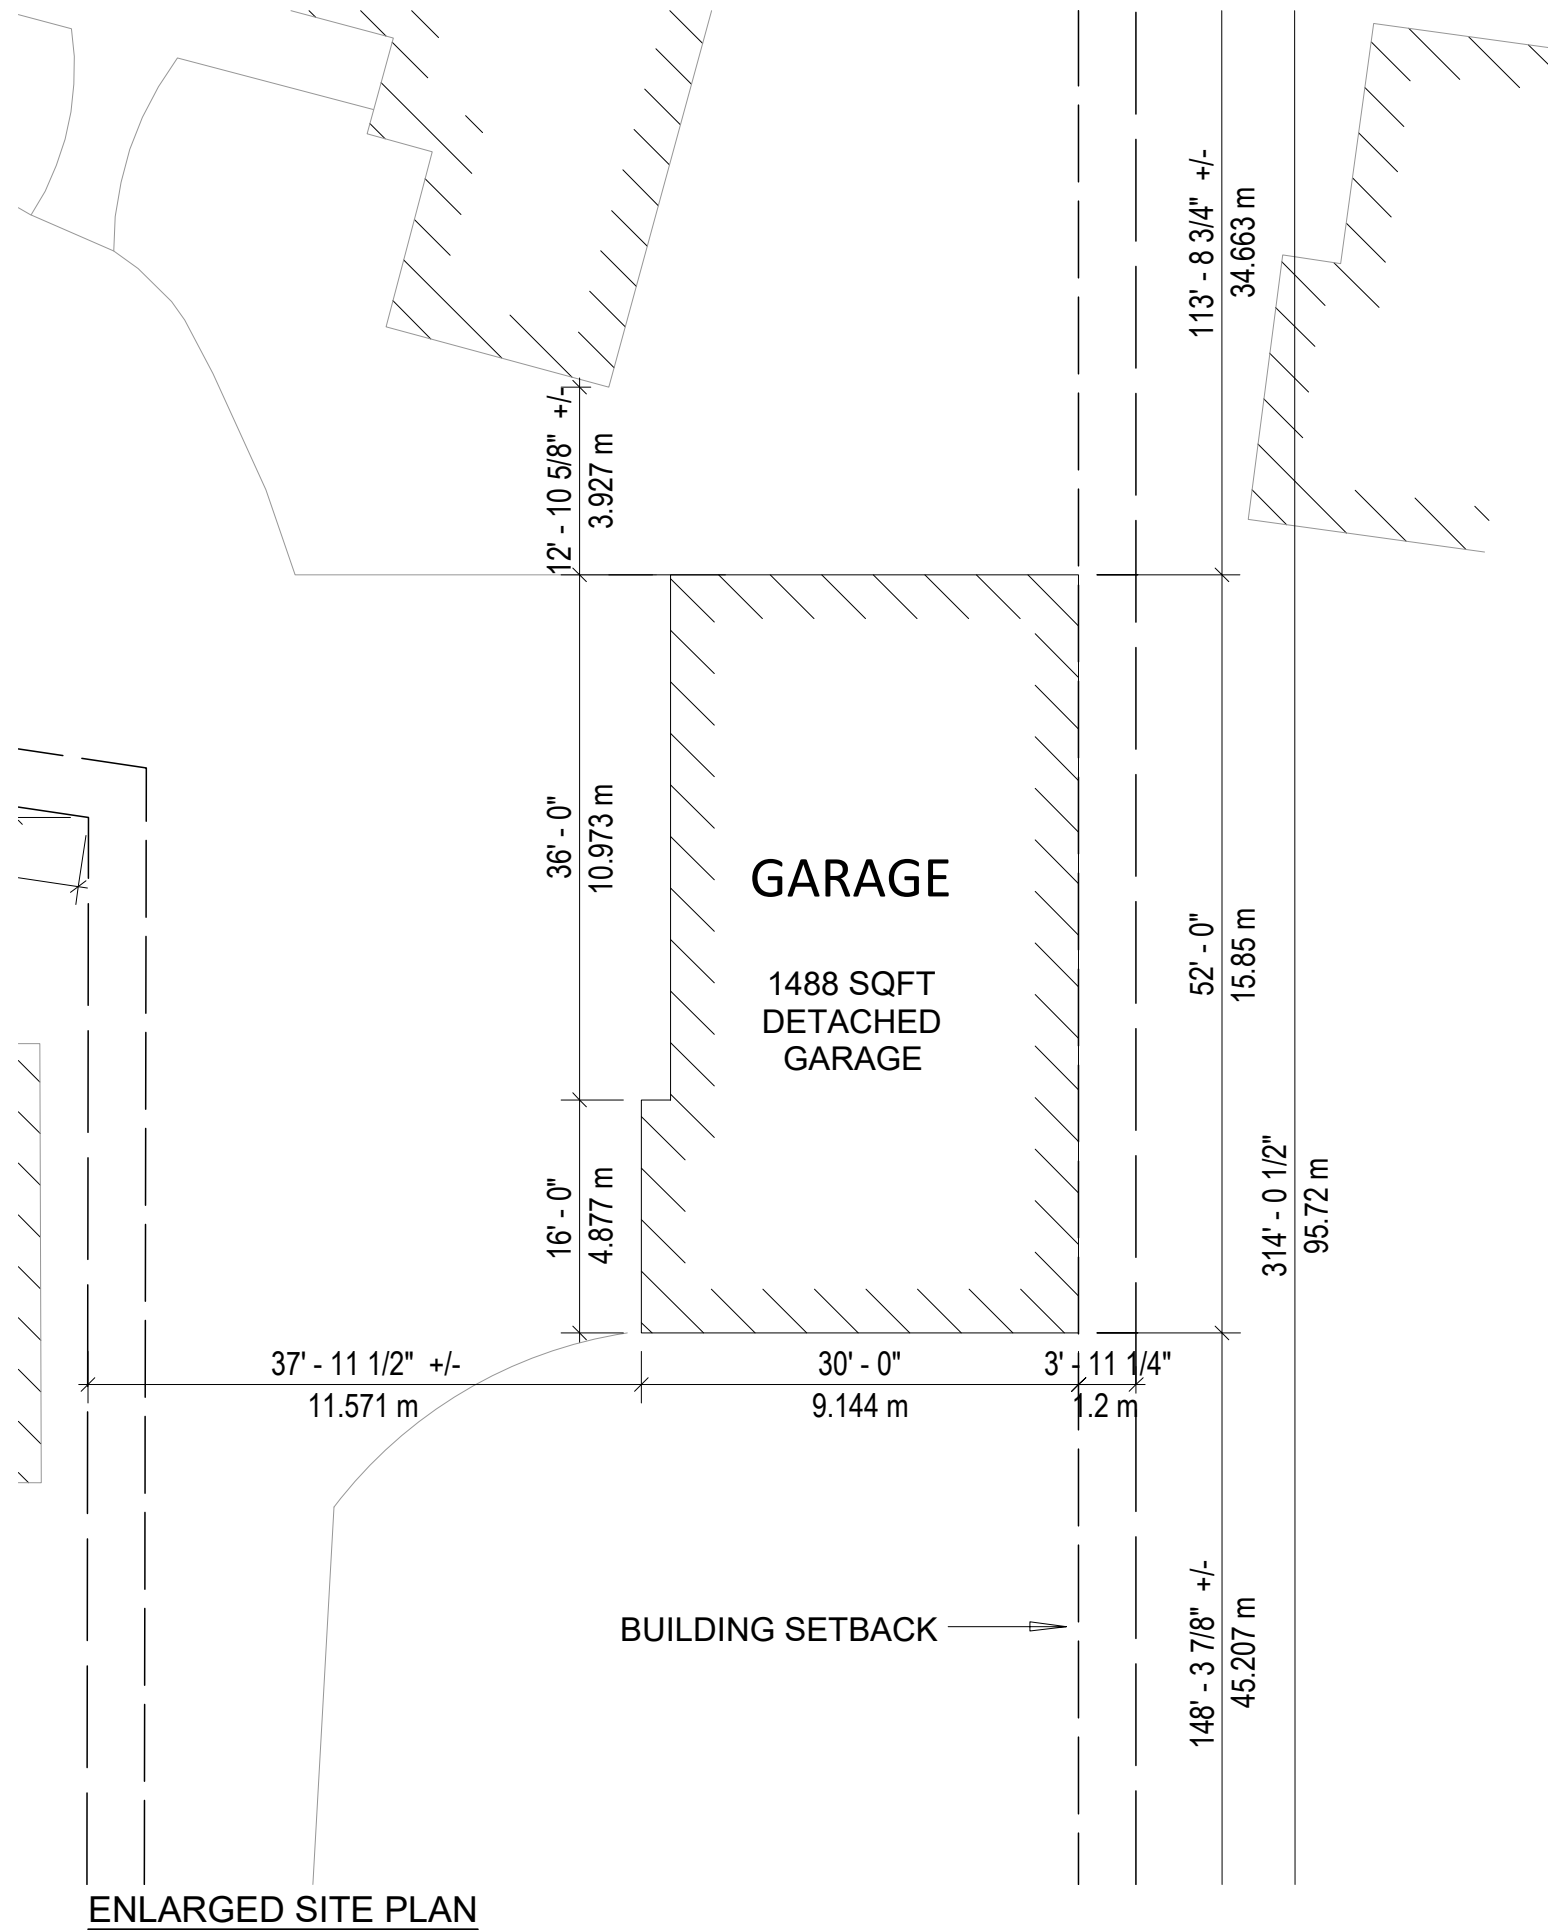 113' - 8 3/4" +/-
34.663 m
12' - 10 5/8" +/-
3.927 m
36' - 0"
10.973 m
GARAGE
1488 SQFT
DETACHED
GARAGE
52' - 0"
15.85 m
16' - 0"
4.877 m
314' - 0 1/2"
95.72 m
37' - 11 1/2" +/-
11.571 m
30' - 0"
9.144 m
3' - 11 1/4"
1.2 m
BUILDING SETBACK
148' - 3 7/8" +/-
45.207 m
ENLARGED SITE PLAN